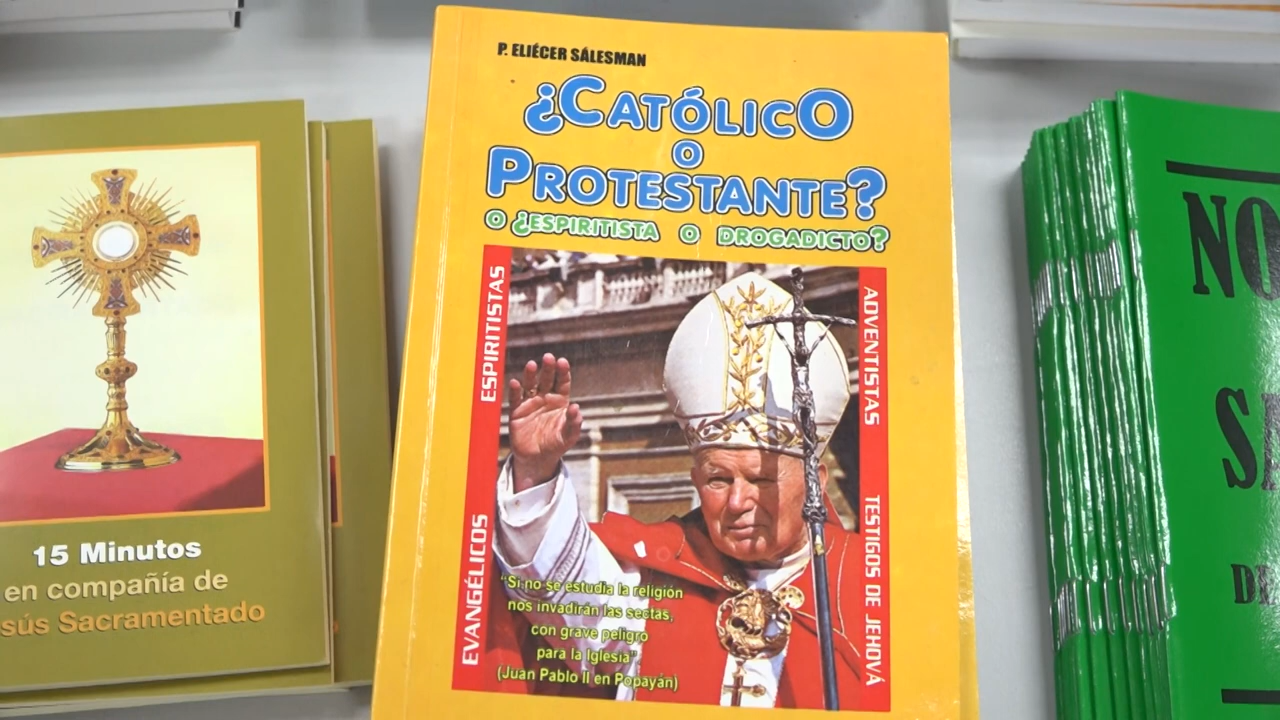 P. ELIÉCER SÁLESMAN
¿CATÓLICO
O
PROTESTANTE?
O ¿ESPIRITISTA O DROGADICTO?
ESPIRITISTAS
EVANGÉLICOS
ADVENTISTAS
TESTIGOS DE JEHOVÁ
"Si no se estudia la religión
nos invadirán las sectas,
con grave peligro
para la Iglesia"
(Juan Pablo II en Popayán)
15 Minutos
en compañía de
sús Sacramentado
NO
DE